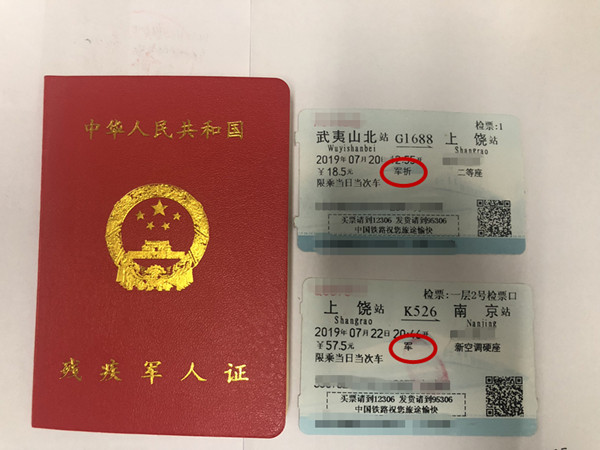 中华人民共和国
残疾军人证
检票:1
武夷山北站 G1688 上饶站
Wuyishanbei Shangrao
2019年07月20日 12:55开
￥18.5元 军折 二等座
限乘当日当次车
买票请到12306 发货请到95306
中国铁路祝您旅途愉快
检票:一层2号检票口
上饶站 K526 南京站
Shangrao Nanjing
2019年07月22日
￥57.5元 军 新空调硬座
限乘当日当次车
买票请到12306 发货请到95306
中国铁路祝您旅途愉快